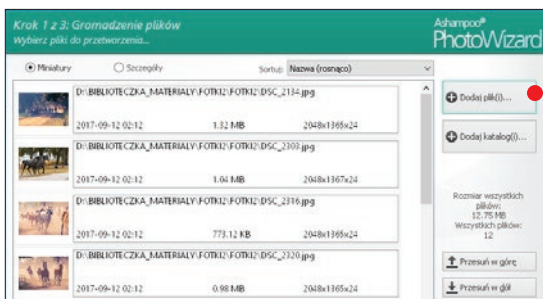 Krok 1 z 3: Gromadzenie plików
Wybierz pliki do przetworzenia...
Ashampoo®
PhotoWizard
Miniatury
Szczegóły
Sortuj:
Nazwa (rosnąco)
D:\BIBLIOTECZKA_MATERIALY\FOTKI2\FOTKI2\DSC_2134.jpg
2017-09-12 02:12 1.32 MB 2048x1365x24
D:\BIBLIOTECZKA_MATERIALY\FOTKI2\FOTKI2\DSC_2303.jpg
2017-09-12 02:12 1.04 MB 2048x1367x24
D:\BIBLIOTECZKA_MATERIALY\FOTKI2\FOTKI2\DSC_2316.jpg
2017-09-12 02:12 773.12 KB 2048x1365x24
D:\BIBLIOTECZKA_MATERIALY\FOTKI2\FOTKI2\DSC_2320.jpg
2017-09-12 02:12 0.98 MB 2048x1365x24
Dodaj plik(i)...
Dodaj katalog(i)...
Rozmiar wszystkich
plików:
12.75 MB
Wszystkich plików:
12
Przesuń w górę
Przesuń w dół